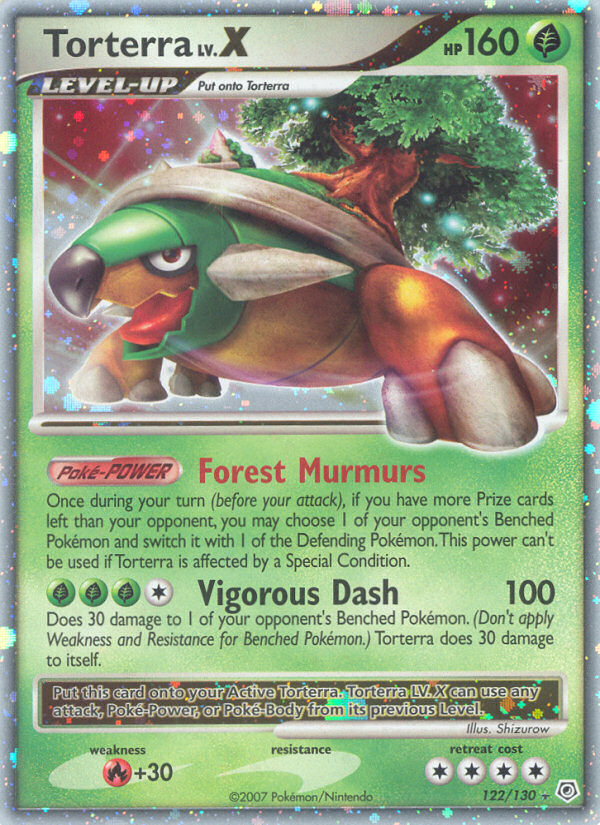 Torterra LV.X HP 160
LEVEL-UP Put onto Torterra
Poké-POWER Forest Murmurs
Once during your turn (before your attack), if you have more Prize cards
left than your opponent, you may choose 1 of your opponent's Benched
Pokémon and switch it with 1 of the Defending Pokémon. This power can't
be used if Torterra is affected by a Special Condition.
Vigorous Dash 100
Does 30 damage to 1 of your opponent's Benched Pokémon. (Don't apply
Weakness and Resistance for Benched Pokémon.) Torterra does 30 damage
to itself.
Put this card onto your Active Torterra. Torterra LV. X can use any
attack, Poké-Power, or Poké-Body from its previous Level.
Illus. Shizurow
weakness resistance retreat cost
+30
©2007 Pokémon/Nintendo 122/130